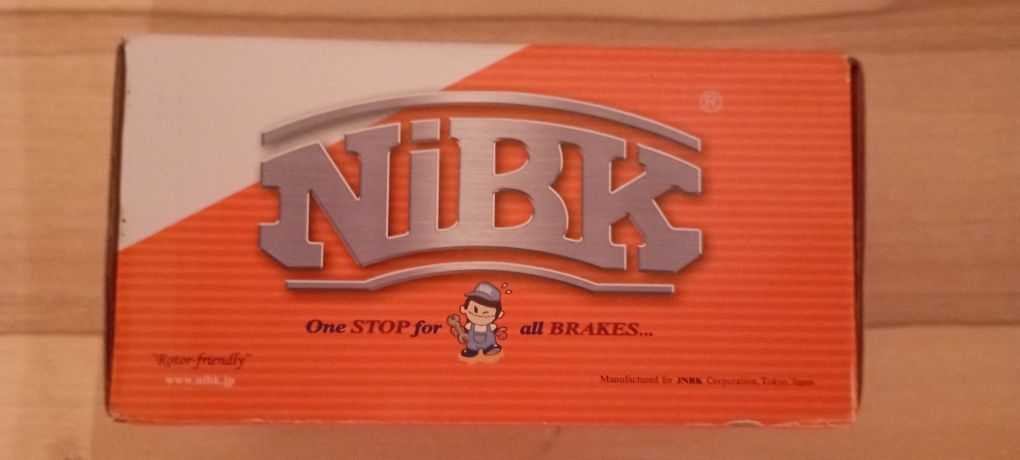 NiBK ®
One STOP for all BRAKES...
"Rotor-friendly"
www.nibk.jp
Manufactured for JNBK Corporation, Tokyo, Japan